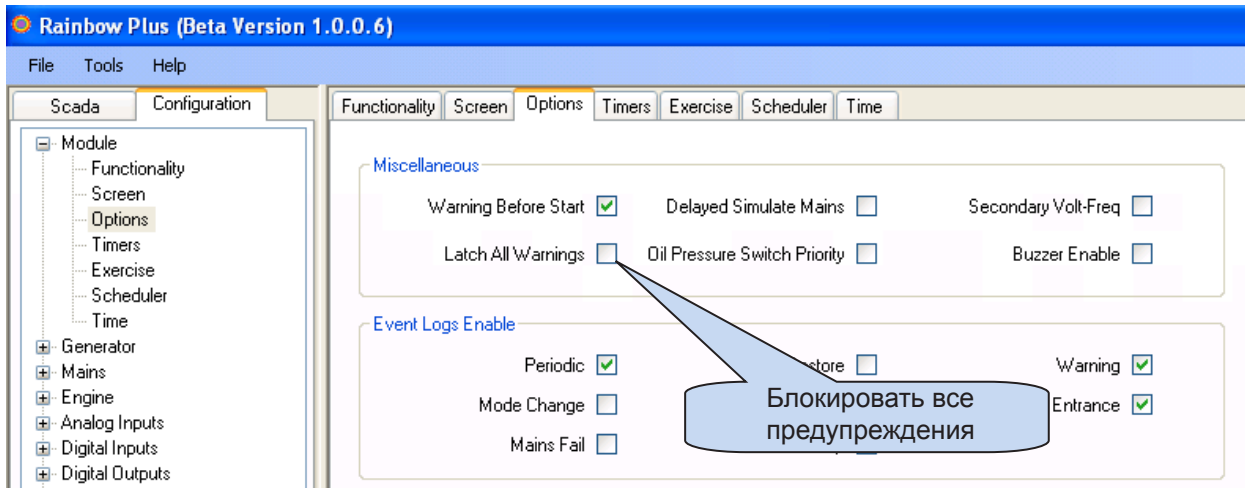 Rainbow Plus (Beta Version 1.0.0.6)
File Tools Help
Scada Configuration
Functionality Screen Options Timers Exercise Scheduler Time
Module
Functionality
Screen
Options
Timers
Exercise
Scheduler
Time
Generator
Mains
Engine
Analog Inputs
Digital Inputs
Digital Outputs
Miscellaneous
Warning Before Start Delayed Simulate Mains Secondary Volt-Freq
Latch All Warnings Oil Pressure Switch Priority Buzzer Enable
Event Logs Enable
Periodic Warning
Mode Change Entrance
Mains Fail
Блокировать все
предупреждения